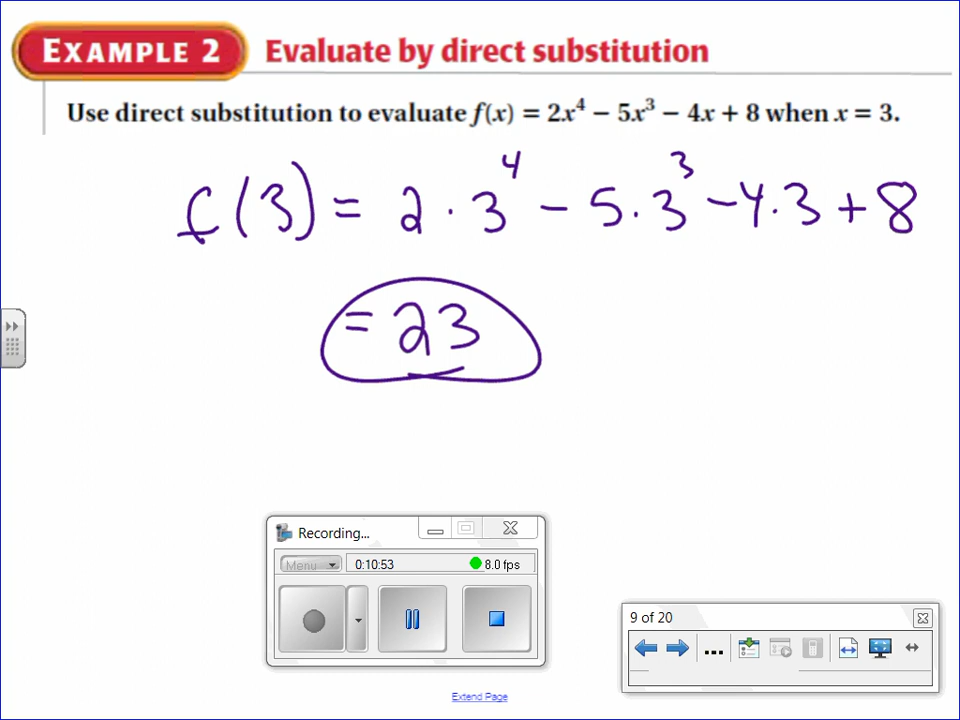 EXAMPLE 2 Evaluate by direct substitution
Use direct substitution to evaluate f(x) = 2x⁴ − 5x³ − 4x + 8 when x = 3.
f(3) = 2 · 3⁴ − 5 · 3³ − 4 · 3 + 8
= 23
Recording...
Menu 0:10:53 8.0 fps
9 of 20
...
Extend Page